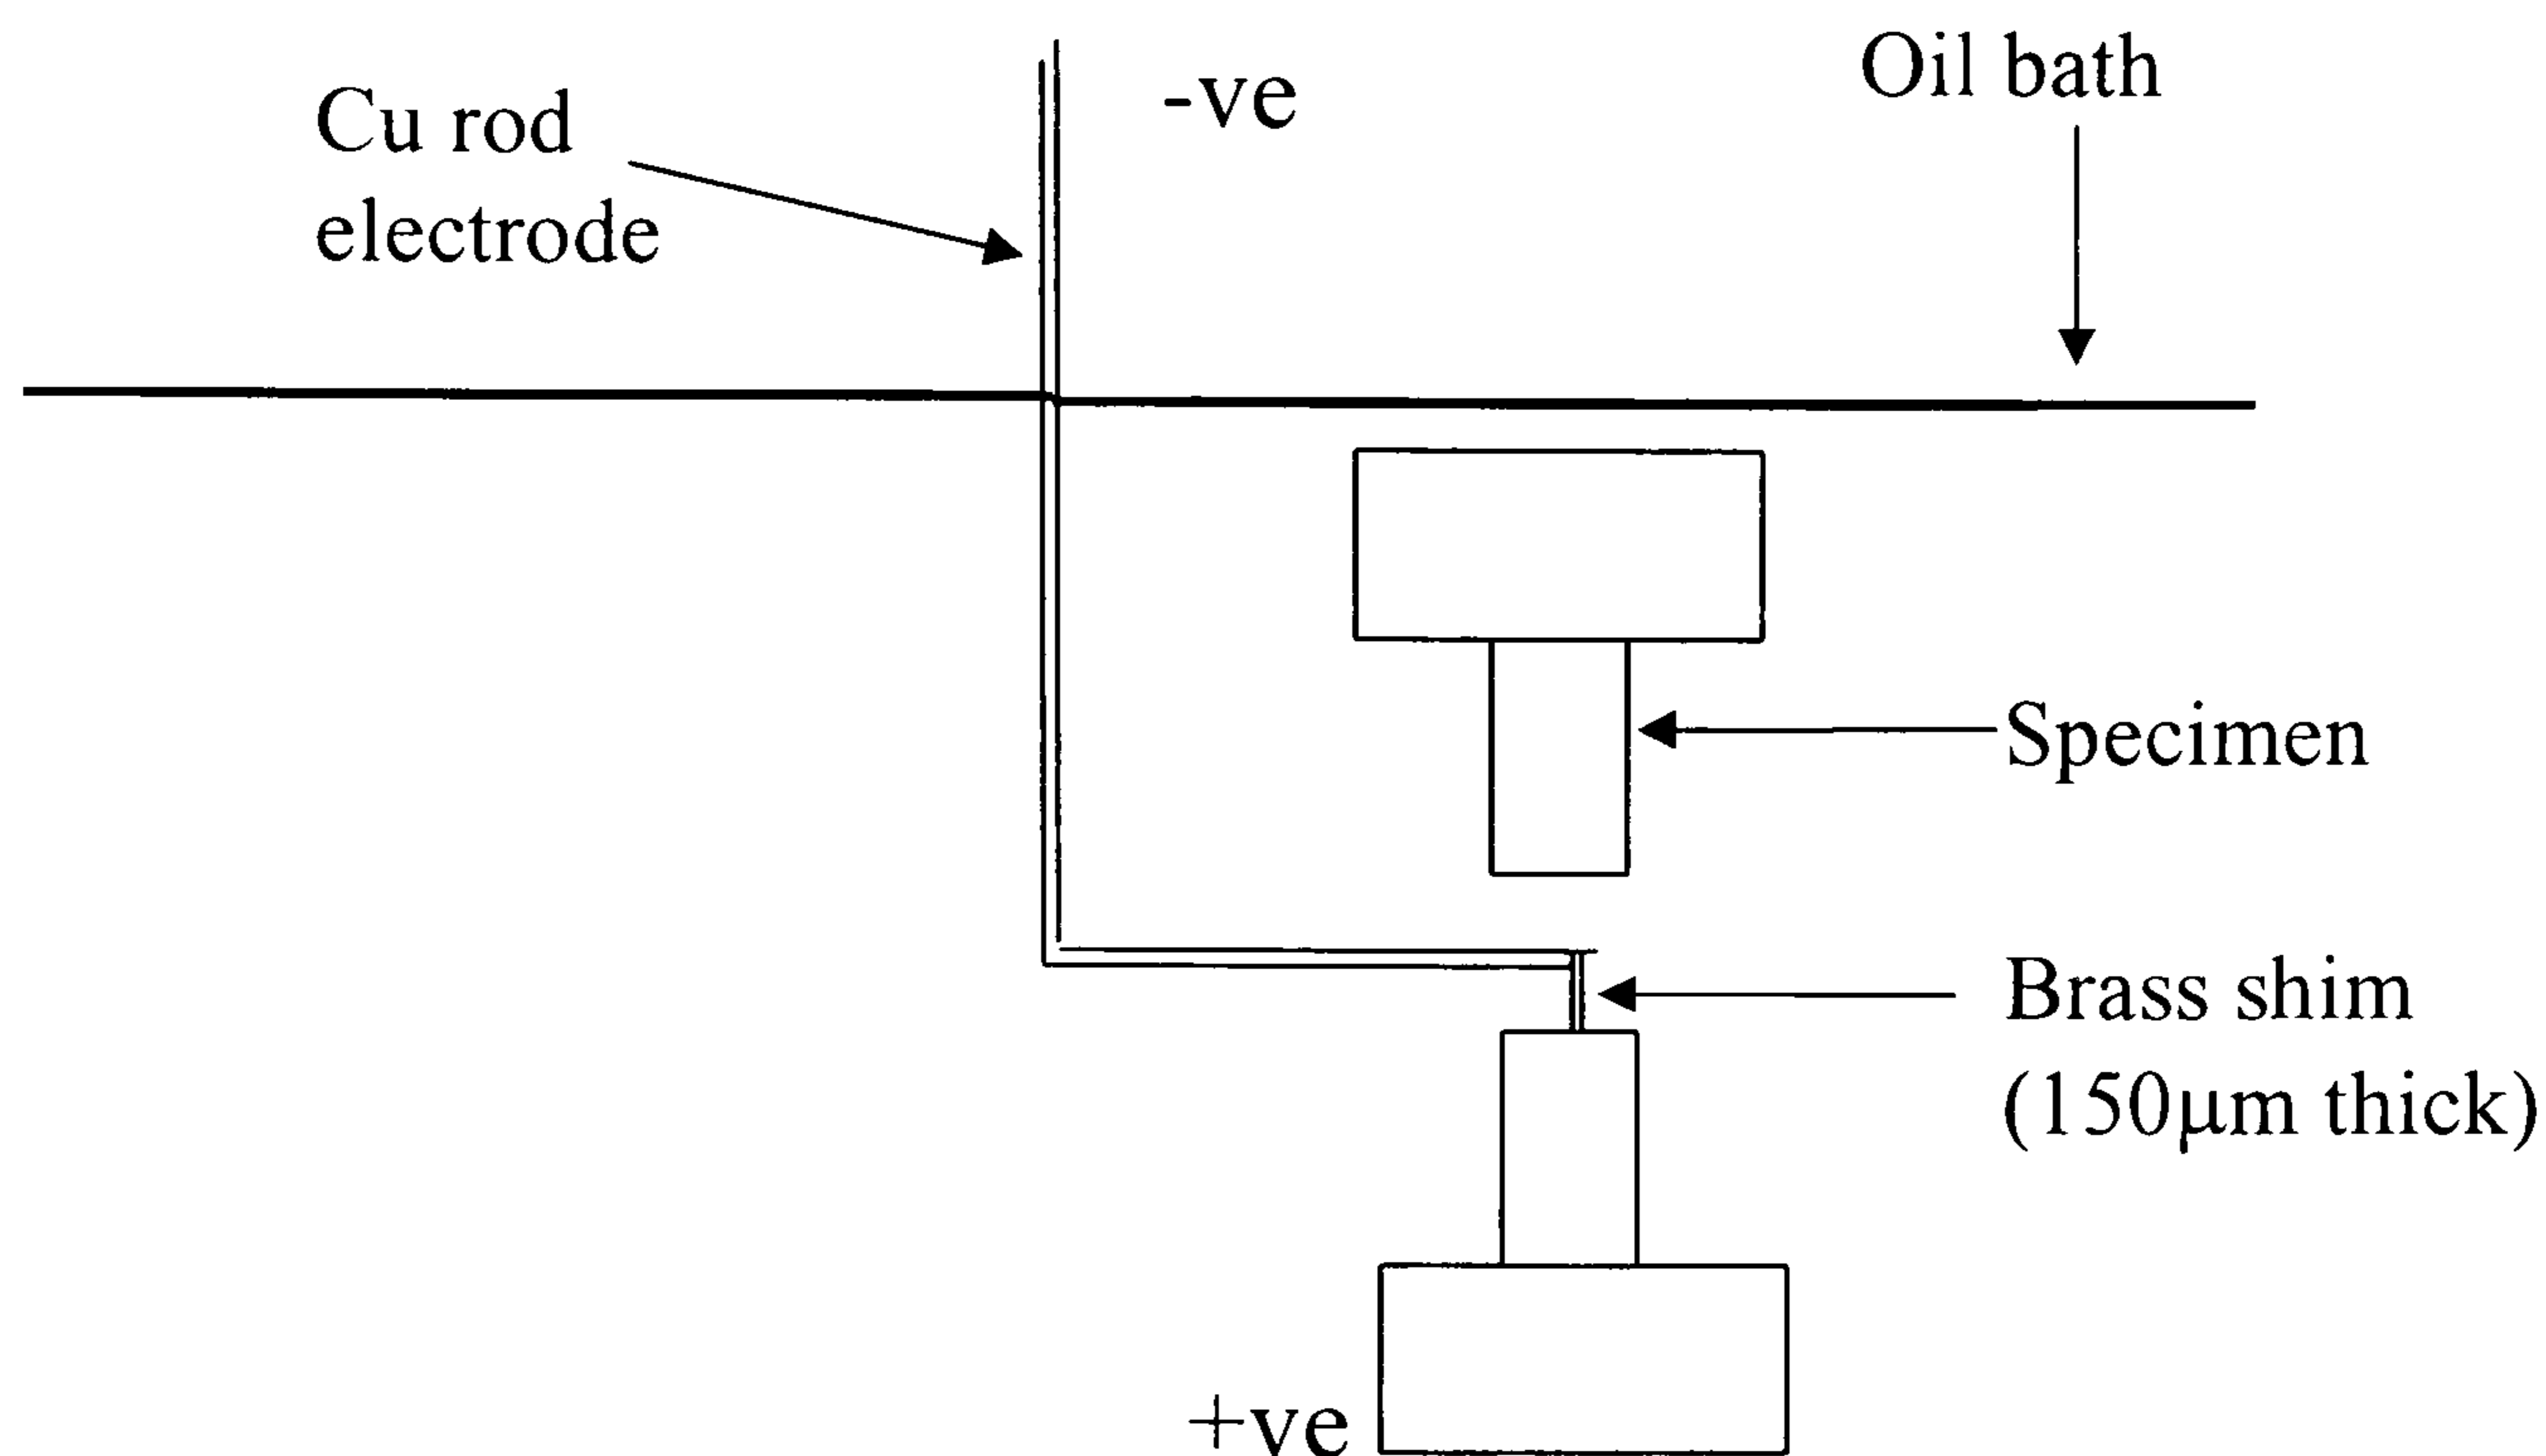 Cu rod
electrode
-ve
Oil bath
Specimen
Brass shim
(150μm thick)
+ve